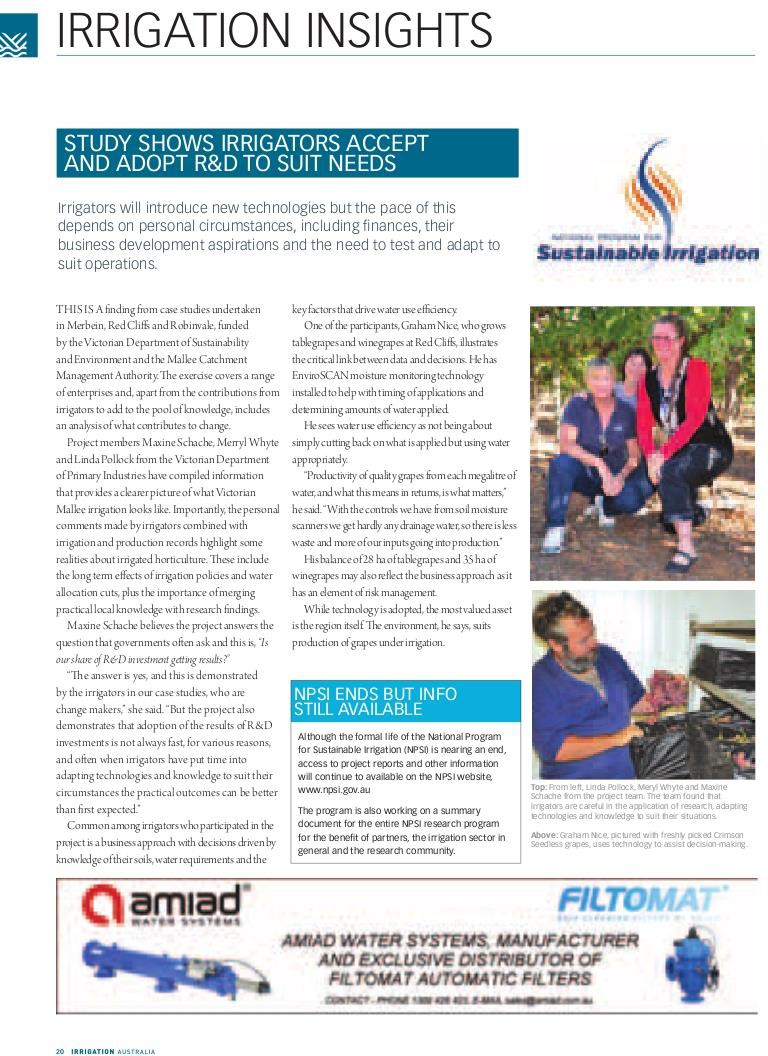 IRRIGATION INSIGHTS
STUDY SHOWS IRRIGATORS ACCEPT
AND ADOPT R&D TO SUIT NEEDS
Irrigators will introduce new technologies but the pace of this
depends on personal circumstances, including finances, their
business development aspirations and the need to test and adapt to
suit operations.
NATIONAL PROGRAM FOR
Sustainable Irrigation
THIS IS A finding from case studies undertaken
in Merbein, Red Cliffs and Robinvale, funded
by the Victorian Department of Sustainability
and Environment and the Mallee Catchment
Management Authority. The exercise covers a range
of enterprises and, apart from the contributions from
irrigators to add to the pool of knowledge, includes
an analysis of what contributes to change.
Project members Maxine Schache, Merryl Whyte
and Linda Pollock from the Victorian Department
of Primary Industries have compiled information
that provides a clearer picture of what Victorian
Mallee irrigation looks like. Importantly, the personal
comments made by irrigators combined with
irrigation and production records highlight some
realities about irrigated horticulture. These include
the long term effects of irrigation policies and water
allocation cuts, plus the importance of merging
practical local knowledge with research findings.
Maxine Schache believes the project answers the
question that governments often ask and this is, "Is
our share of R&D investment getting results?"
"The answer is yes, and this is demonstrated
by the irrigators in our case studies, who are
change makers," she said. "But the project also
demonstrates that adoption of the results of R&D
investments is not always fast, for various reasons,
and often when irrigators have put time into
adapting technologies and knowledge to suit their
circumstances the practical outcomes can be better
than first expected."
Common among irrigators who participated in the
project is a business approach with decisions driven by
knowledge of their soils, water requirements and the
key factors that drive water use efficiency.
One of the participants, Graham Nice, who grows
tablegrapes and winegrapes at Red Cliffs, illustrates
the critical link between data and decisions. He has
EnviroSCAN moisture monitoring technology
installed to help with timing of applications and
determining amounts of water applied.
He sees water use efficiency as not being about
simply cutting back on what is applied but using water
appropriately.
"Productivity of quality grapes from each megalitre of
water, and what this means in returns, is what matters,"
he said. "With the controls we have from soil moisture
scanners we get hardly any drainage water, so there is less
waste and more of our inputs going into production."
His balance of 28 ha of tablegrapes and 35 ha of
winegrapes may also reflect the business approach as it
has an element of risk management.
While technology is adopted, the most valued asset
is the region itself. The environment, he says, suits
production of grapes under irrigation.
NPSI ENDS BUT INFO
STILL AVAILABLE
Although the formal life of the National Program
for Sustainable Irrigation (NPSI) is nearing an end,
access to project reports and other information
will continue to available on the NPSI website,
www.npsi.gov.au
The program is also working on a summary
document for the entire NPSI research program
for the benefit of partners, the irrigation sector in
general and the research community.
Top: From left, Linda Pollock, Meryl Whyte and Maxine
Schache from the project team. The team found that
irrigators are careful in the application of research, adapting
technologies and knowledge to suit their situations.
Above: Graham Nice, pictured with freshly picked Crimson
Seedless grapes, uses technology to assist decision-making.
amiad
WATER SYSTEMS
FILTOMAT
AMIAD WATER SYSTEMS, MANUFACTURER
AND EXCLUSIVE DISTRIBUTOR OF
FILTOMAT AUTOMATIC FILTERS
CONTACT - PHONE E-MAIL sales@amiad.com.au
20 IRRIGATION AUSTRALIA